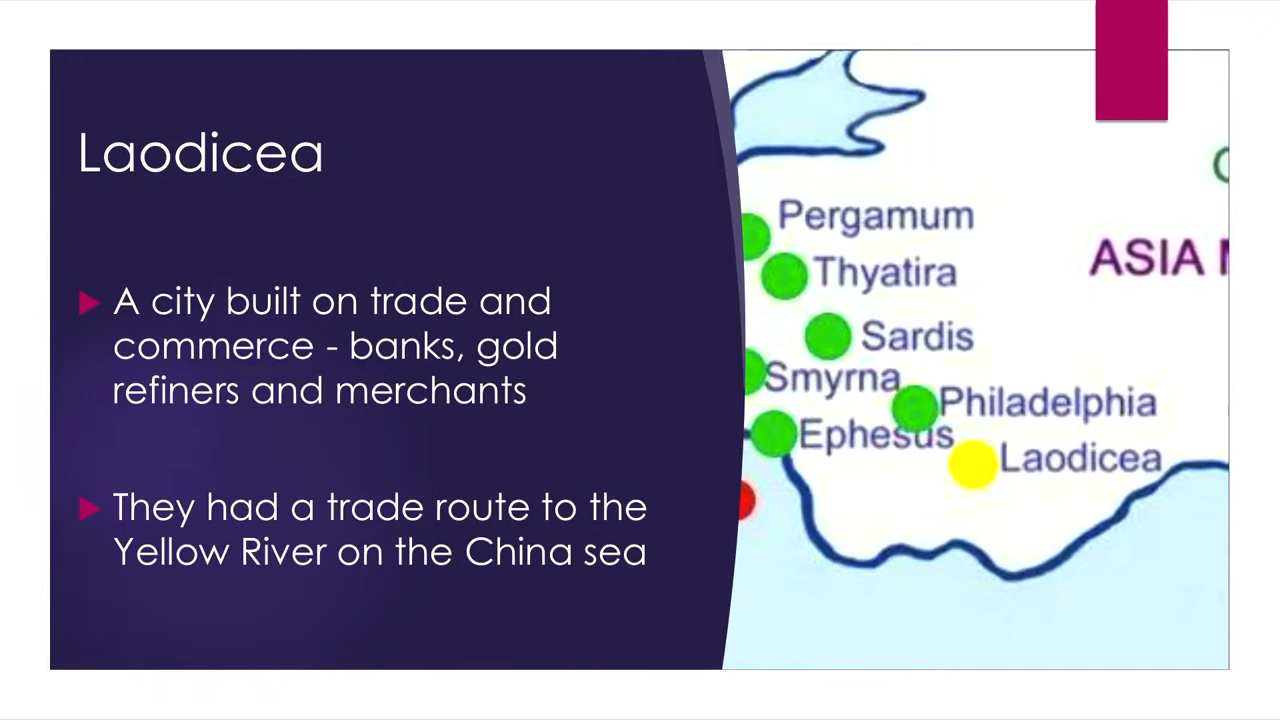 Laodicea
A city built on trade and
commerce - banks, gold
refiners and merchants
They had a trade route to the
Yellow River on the China sea
Pergamum
ASIA
Thyatira
Sardis
Smyrna
Philadelphia
Ephesus
Laodicea